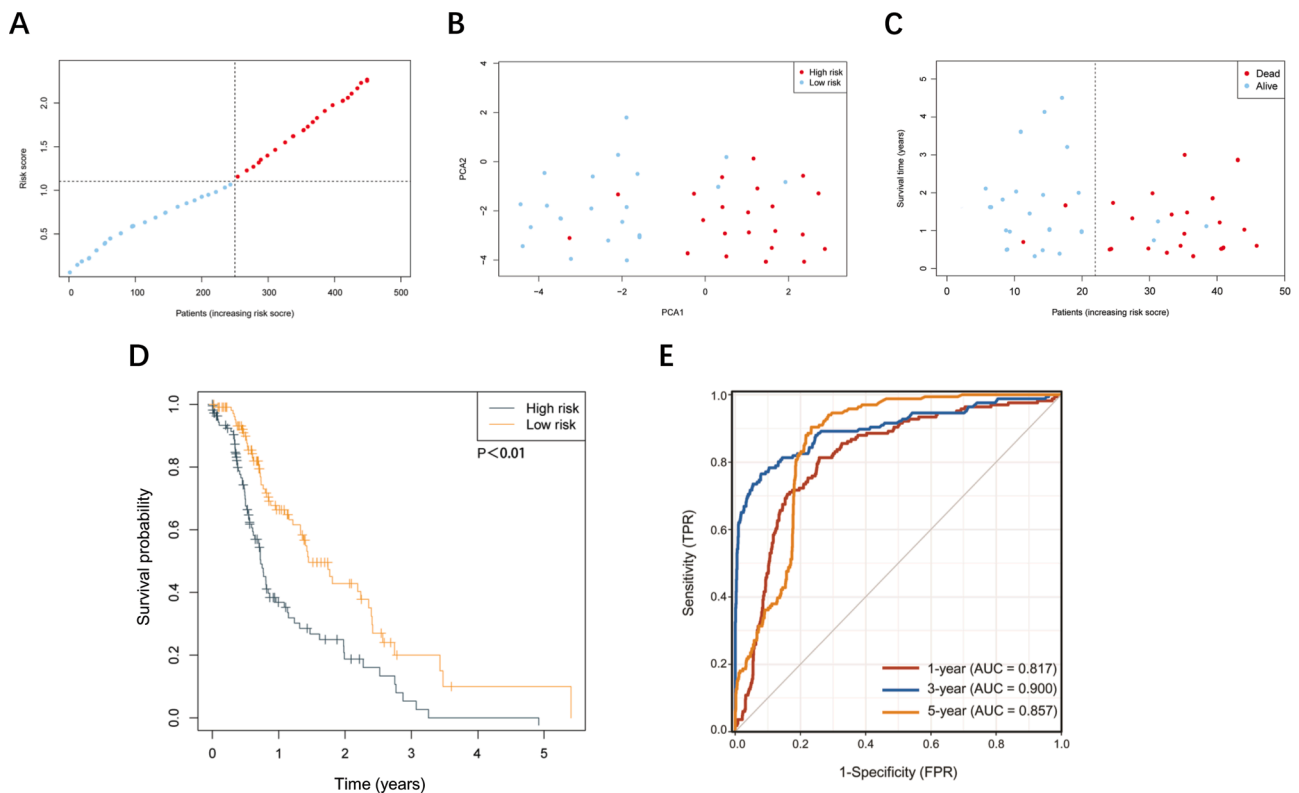 A
B
C
2.0
1.5
1.0
0.5
Risk score
0
100
200
300
400
500
Patients (increasing risk socre)
High risk
Low risk
4
2
0
−2
−4
PCA2
−4
−2
0
2
PCA1
Dead
Alive
5
4
3
2
1
0
Survival time (years)
0
10
20
30
40
50
Patients (increasing risk socre)
D
E
High risk
Low risk
P<0.01
1.0
0.8
0.6
0.4
0.2
0.0
Survival probability
0
1
2
3
4
5
Time (years)
1.0
0.8
0.6
0.4
0.2
0.0
Sensitivity (TPR)
1-year (AUC = 0.817)
3-year (AUC = 0.900)
5-year (AUC = 0.857)
0.0
0.2
0.4
0.6
0.8
1.0
1-Specificity (FPR)